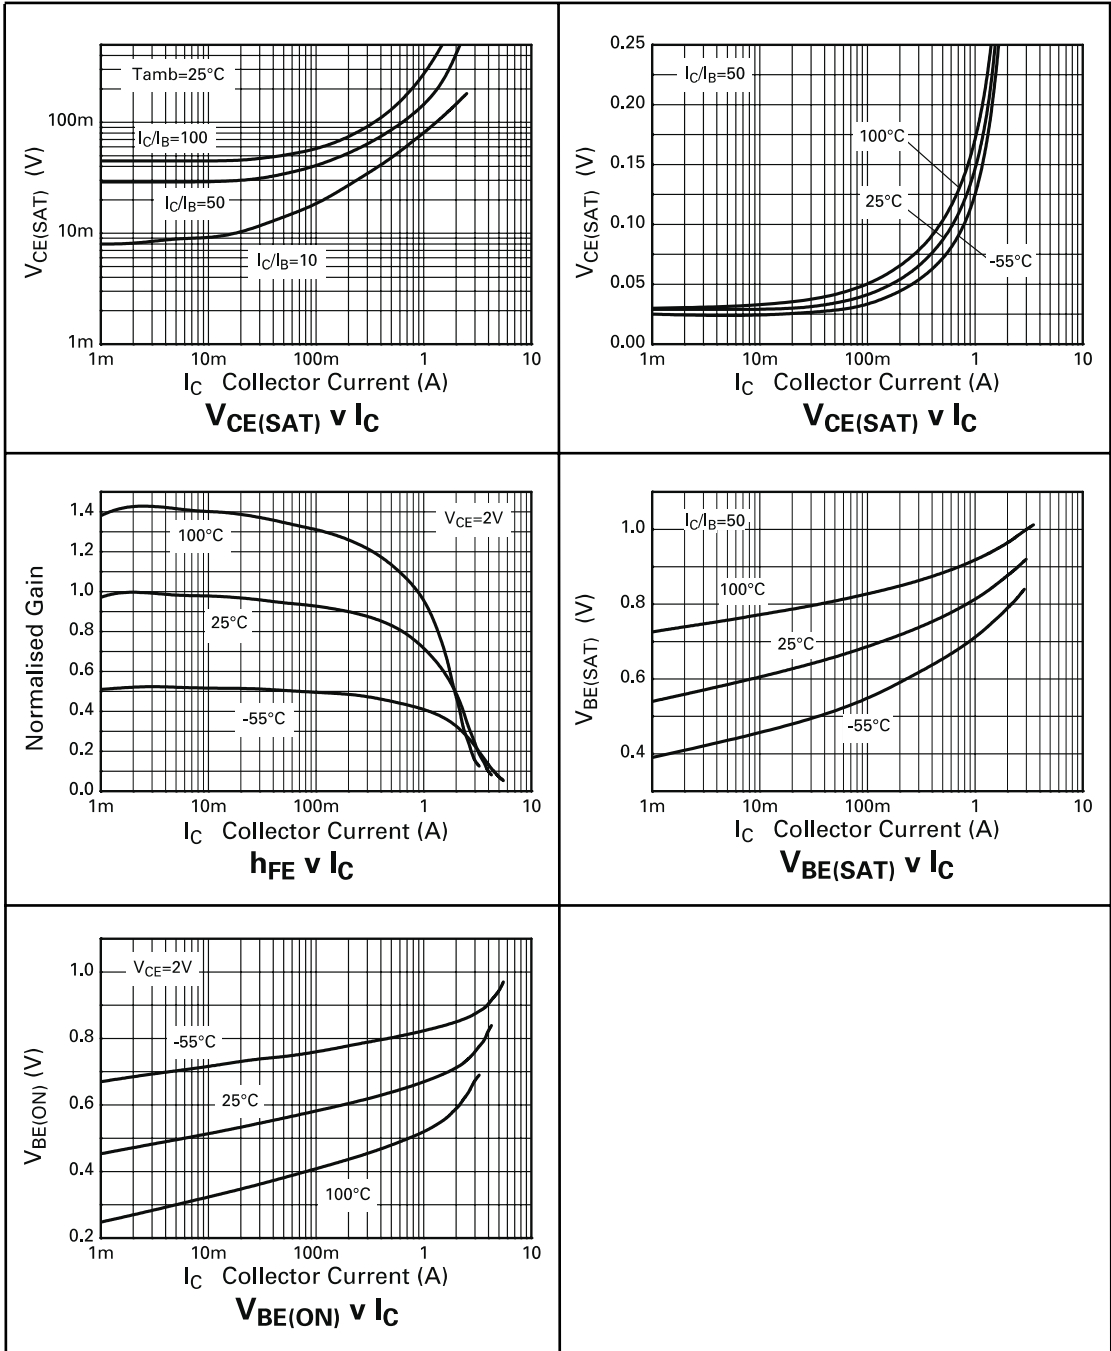 Tamb=25°C
IC/IB=100
IC/IB=50
IC/IB=10
100m
10m
1m
VCE(SAT) (V)
1m 10m 100m 1 10
IC Collector Current (A)
VCE(SAT) v IC
IC/IB=50
100°C
25°C
-55°C
0.25
0.20
0.15
0.10
0.05
0.00
VCE(SAT) (V)
1m 10m 100m 1 10
IC Collector Current (A)
VCE(SAT) v IC
VCE=2V
100°C
25°C
-55°C
1.4
1.2
1.0
0.8
0.6
0.4
0.2
0.0
Normalised Gain
1m 10m 100m 1 10
IC Collector Current (A)
hFE v IC
IC/IB=50
100°C
25°C
-55°C
1.0
0.8
0.6
0.4
VBE(SAT) (V)
1m 10m 100m 1 10
IC Collector Current (A)
VBE(SAT) v IC
VCE=2V
-55°C
25°C
100°C
1.0
0.8
0.6
0.4
0.2
VBE(ON) (V)
1m 10m 100m 1 10
IC Collector Current (A)
VBE(ON) v IC